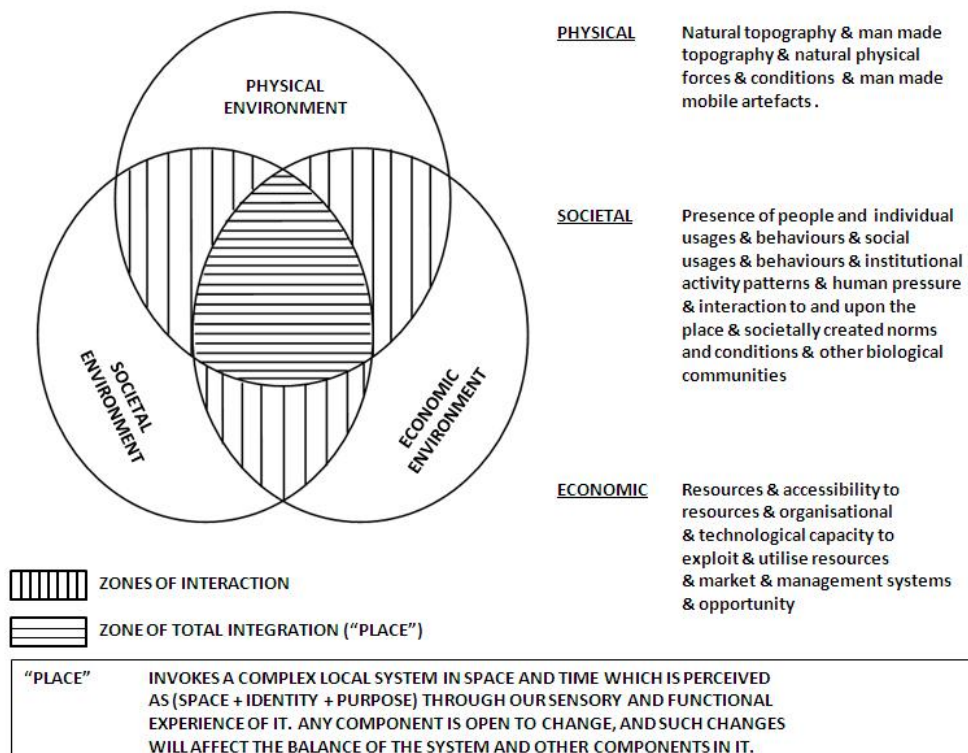 PHYSICAL
ENVIRONMENT
SOCIETAL
ENVIRONMENT
ECONOMIC
ENVIRONMENT
PHYSICAL
Natural topography & man made
topography & natural physical
forces & conditions & man made
mobile artefacts .
SOCIETAL
Presence of people and individual
usages & behaviours & social
usages & behaviours & institutional
activity patterns & human pressure
& interaction to and upon the
place & societally created norms
and conditions & other biological
communities
ECONOMIC
Resources & accessibility to
resources & organisational
& technological capacity to
exploit & utilise resources
& market & management systems
& opportunity
ZONES OF INTERACTION
ZONE OF TOTAL INTEGRATION ("PLACE")
"PLACE" INVOKES A COMPLEX LOCAL SYSTEM IN SPACE AND TIME WHICH IS PERCEIVED
AS (SPACE + IDENTITY + PURPOSE) THROUGH OUR SENSORY AND FUNCTIONAL
EXPERIENCE OF IT. ANY COMPONENT IS OPEN TO CHANGE, AND SUCH CHANGES
WILL AFFECT THE BALANCE OF THE SYSTEM AND OTHER COMPONENTS IN IT.